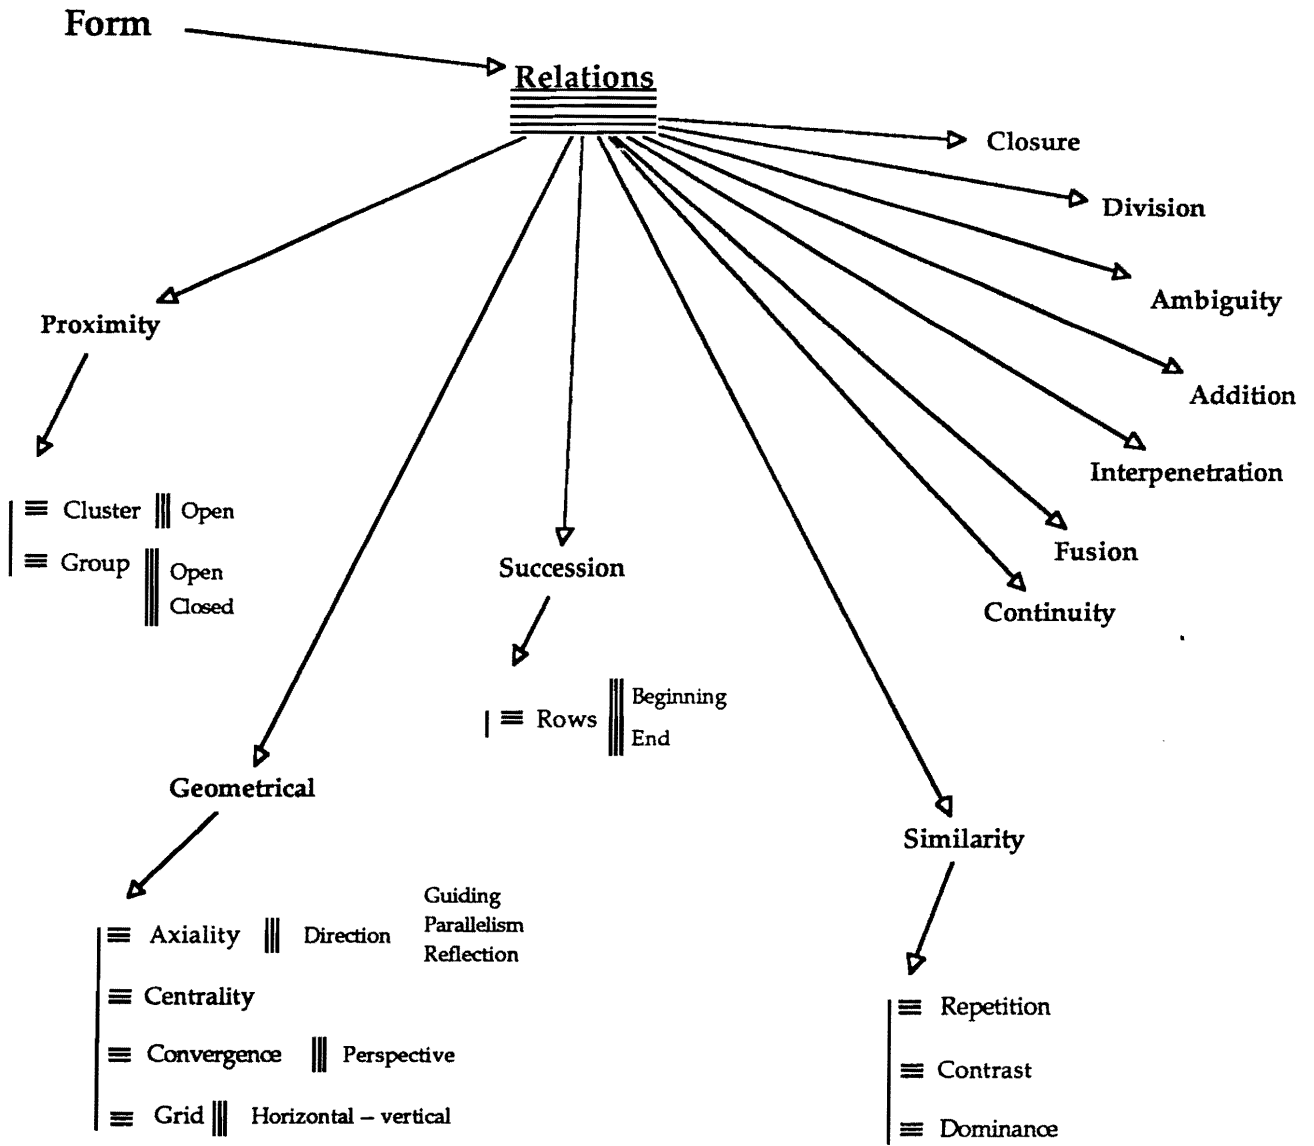 Form
Relations
Closure
Division
Ambiguity
Addition
Interpenetration
Fusion
Continuity
Proximity
Cluster Open
Group Open
Closed
Succession
Rows Beginning
End
Geometrical
Axiality Direction Guiding
Parallelism
Reflection
Centrality
Convergence Perspective
Grid Horizontal – vertical
Similarity
Repetition
Contrast
Dominance